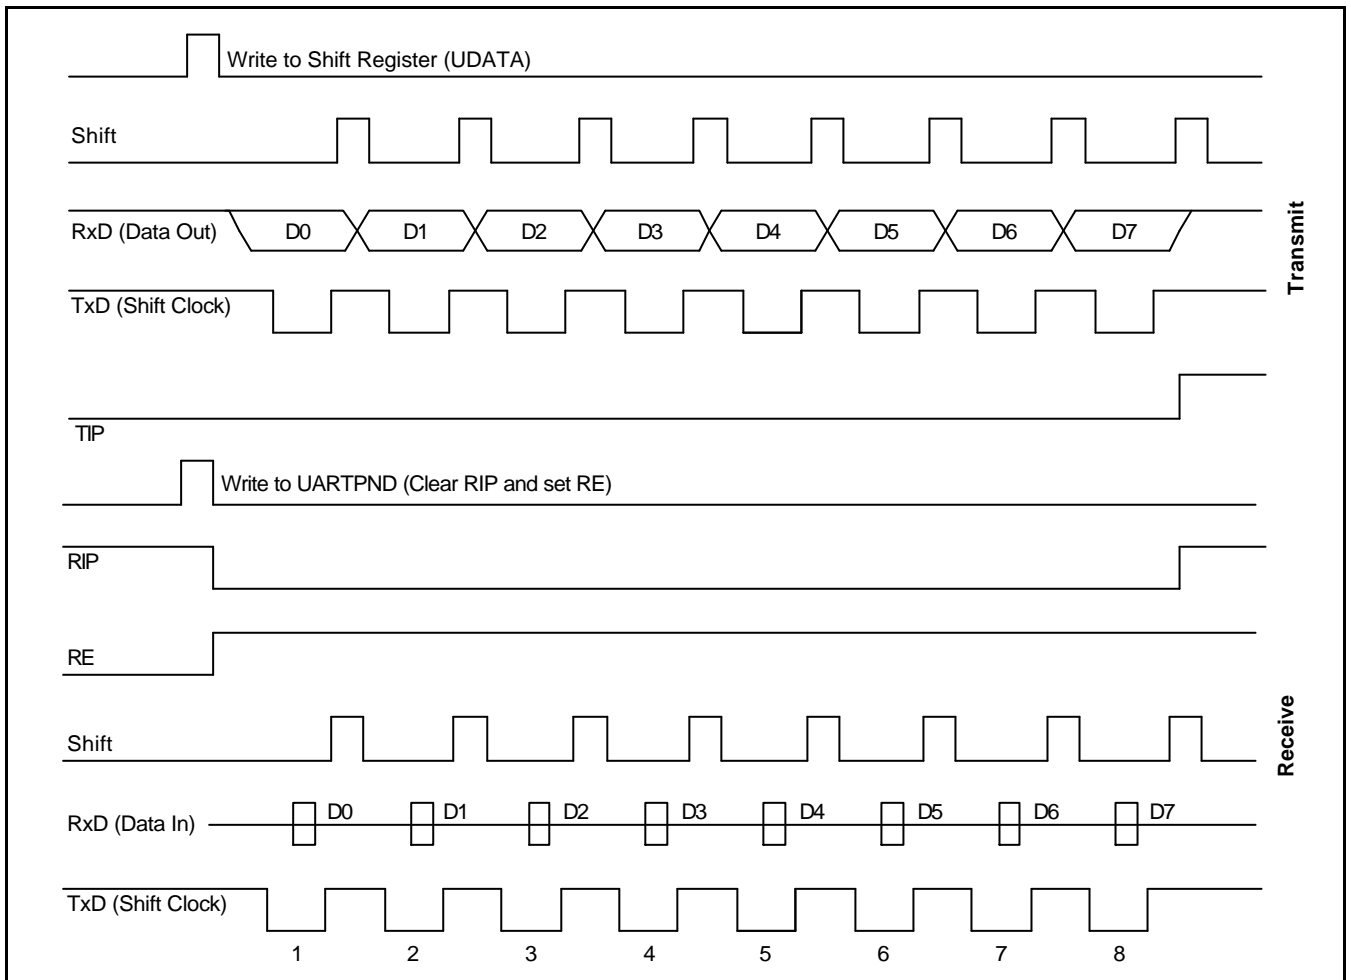 Write to Shift Register (UDATA)
Shift
RxD (Data Out)
D0 D1 D2 D3 D4 D5 D6 D7
TxD (Shift Clock)
TIP
Transmit
Write to UARTPND (Clear RIP and set RE)
RIP
RE
Shift
RxD (Data In)
D0 D1 D2 D3 D4 D5 D6 D7
TxD (Shift Clock)
1 2 3 4 5 6 7 8
Receive